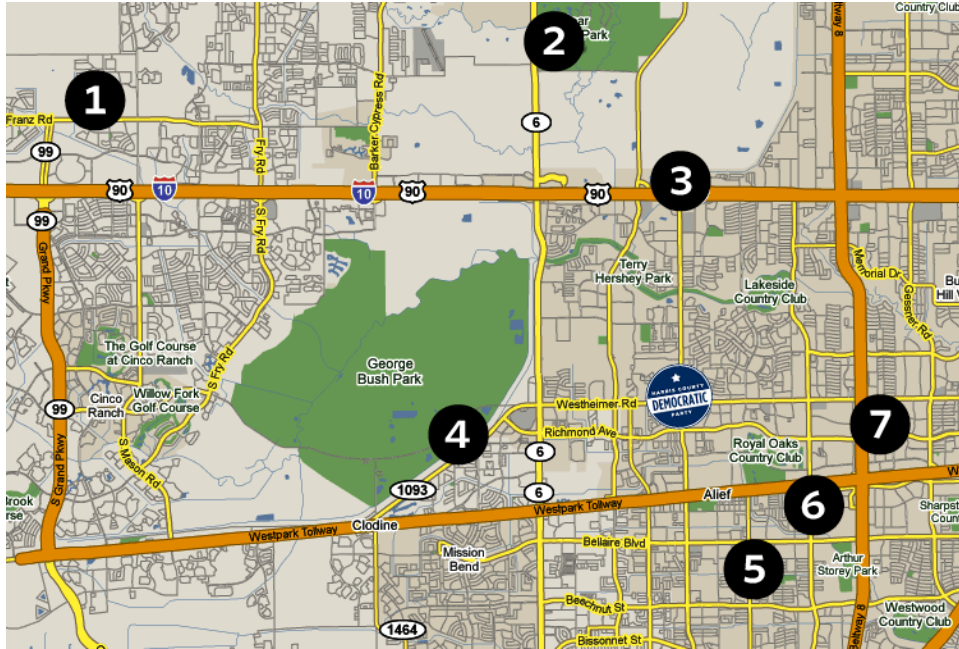 Country Club
Beltway 8
2
Park
1
Franz Rd
6
99
Fry Rd
Barker Cypress Rd
3
90
10
10
90
90
99
S Fry Rd
Grand Pkwy
Terry
Hershey Park
Memorial Dr
Lakeside
Country Club
Gessner Rd
Hill
The Golf Course
at Cinco Ranch
George
Bush Park
S Fry Rd
Willow Fork
Golf Course
Cinco
Ranch
99
HARRIS COUNTY
DEMOCRATIC
PARTY
Westheimer Rd
4
7
Richmond Ave
Royal Oaks
Country Club
S Mason Rd
S Grand Pkwy
6
1093
6
Alief
6
Westpark Tollway
Clodine
Westpark Tollway
Mission
Bend
Bellaire Blvd
5
Arthur
Storey Park
Beechnut St
Westwood
Country Club
1464
Bissonnet St
Beltway 8